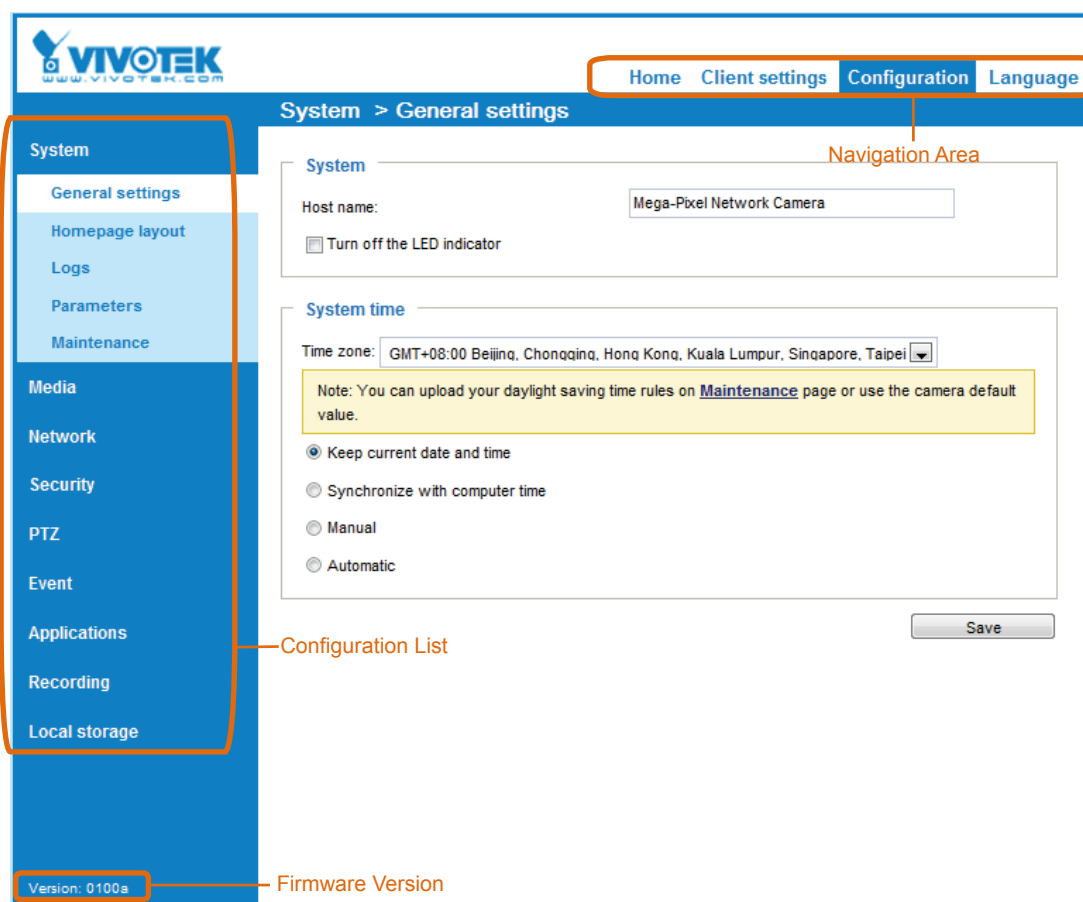 VIVOTEK
www.vivotek.com
Home Client settings Configuration Language
System > General settings
Navigation Area
System
General settings
Homepage layout
Logs
Parameters
Maintenance
Media
Network
Security
PTZ
Event
Applications
Recording
Local storage
Configuration List
Version: 0100a
Firmware Version
System
Host name: Mega-Pixel Network Camera
Turn off the LED indicator
System time
Time zone: GMT+08:00 Beijing, Chongqing, Hong Kong, Kuala Lumpur, Singapore, Taipei
Note: You can upload your daylight saving time rules on Maintenance page or use the camera default
value.
Keep current date and time
Synchronize with computer time
Manual
Automatic
Save